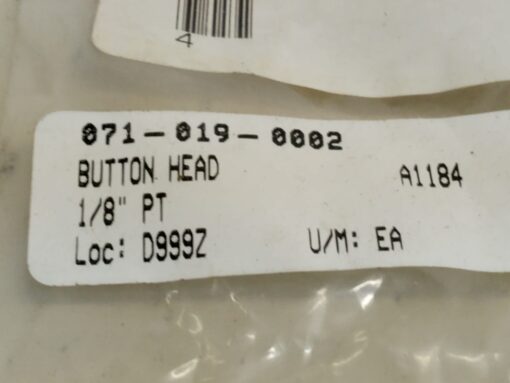 4
071-019-0002
BUTTON HEAD A1184
1/8" PT
Loc: D999Z U/M: EA